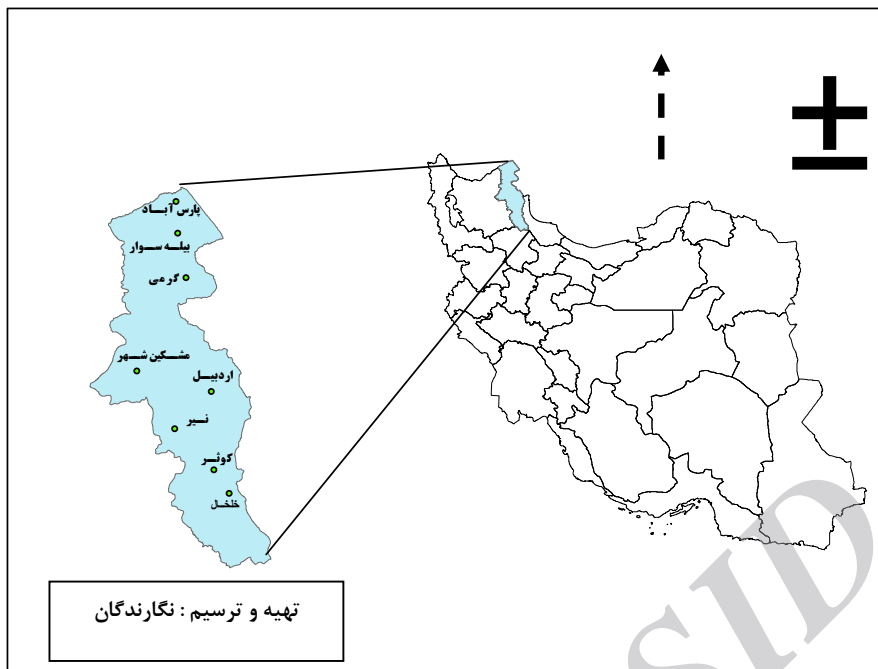 پارس آباد
بیله سوار
گرمی
مشکین شهر
اردبیل
نیر
کوثر
خلخال
تهیه و ترسیم : نگارندگان
SID